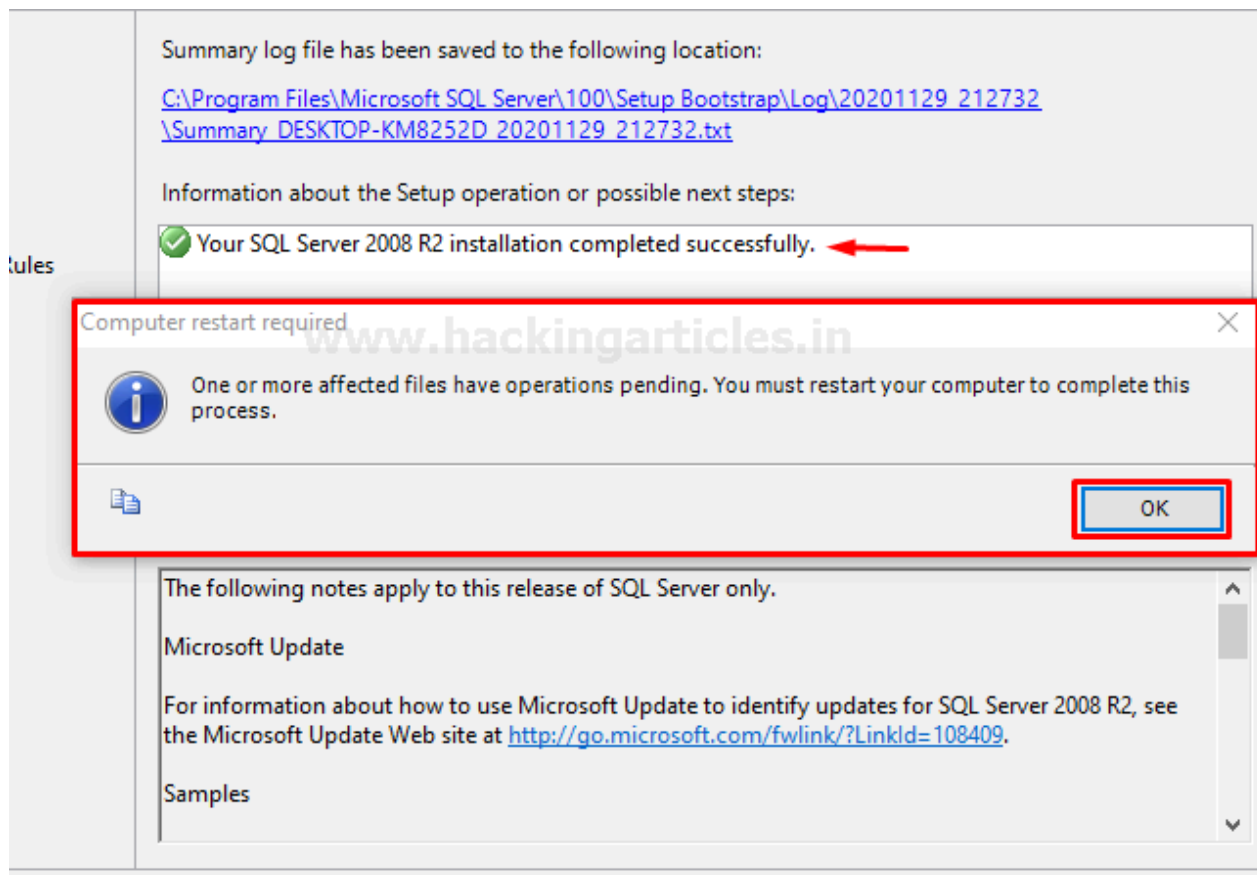 Summary log file has been saved to the following location:
C:\Program Files\Microsoft SQL Server\100\Setup Bootstrap\Log\20201129_212732
\Summary_DESKTOP-KM8252D_20201129_212732.txt
Information about the Setup operation or possible next steps:
Your SQL Server 2008 R2 installation completed successfully.
Rules
Computer restart required
www.hackingarticles.in
One or more affected files have operations pending. You must restart your computer to complete this
process.
OK
The following notes apply to this release of SQL Server only.
Microsoft Update
For information about how to use Microsoft Update to identify updates for SQL Server 2008 R2, see
the Microsoft Update Web site at http://go.microsoft.com/fwlink/?LinkId=108409.
Samples